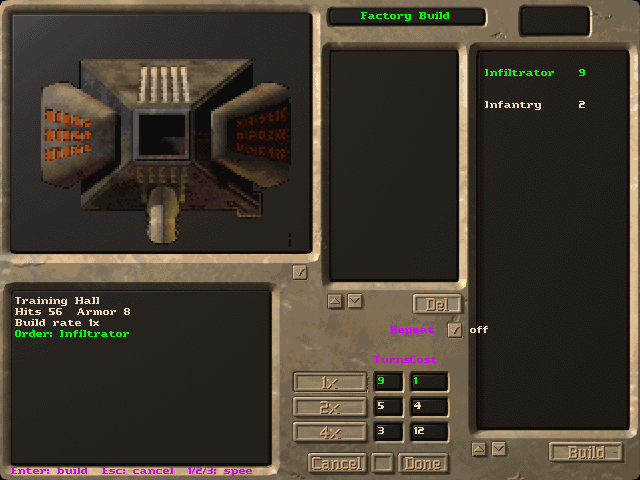 Factory Build
Infiltrator 9
Infantry 2
Training Hall
Hits 56 Armor 8
Build rate 1x
Order: Infiltrator
Del
Repeat off
Turns Cost
1x 9 1
2x 5 4
4x 3 12
Cancel Done
Build
Enter: build Esc: cancel 1/2/3: spee